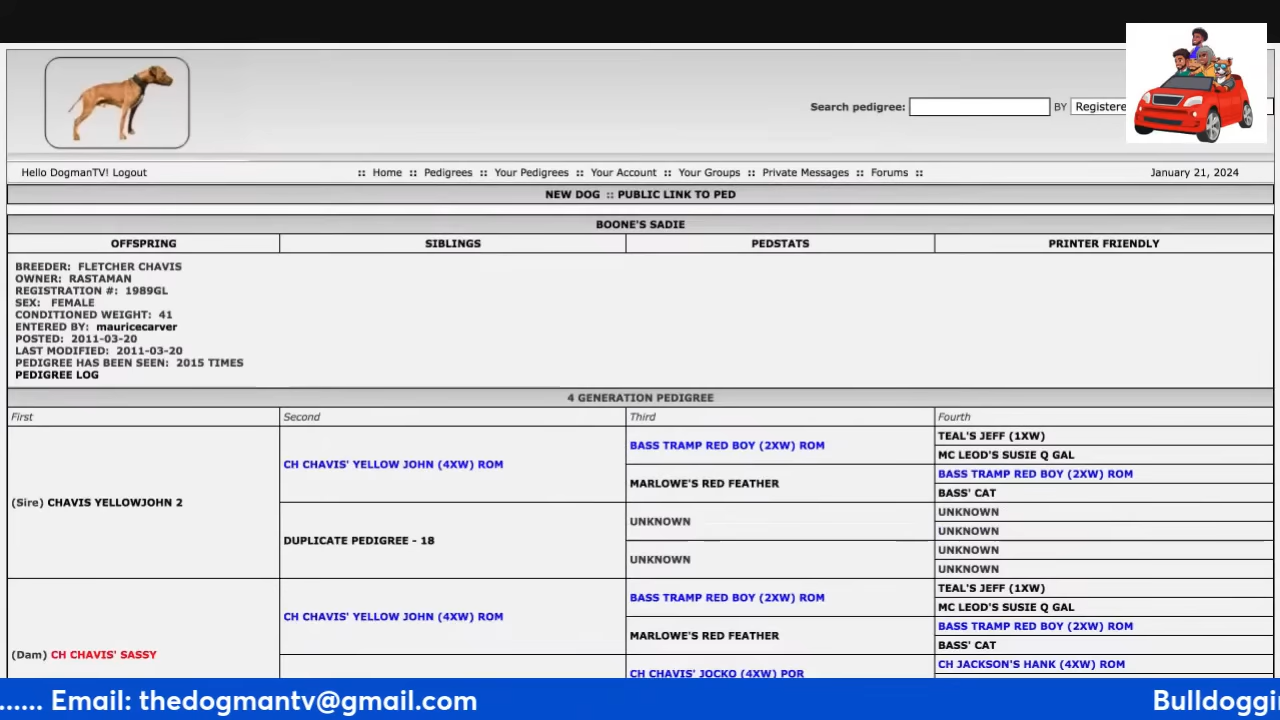 Search pedigree: BY Registere
Hello DogmanTV! Logout :: Home :: Pedigrees :: Your Pedigrees :: Your Account :: Your Groups :: Private Messages :: Forums :: January 21, 2024
NEW DOG :: PUBLIC LINK TO PED
BOONE'S SADIE
OFFSPRING SIBLINGS PEDSTATS PRINTER FRIENDLY
BREEDER: FLETCHER CHAVIS
OWNER: RASTAMAN
REGISTRATION #: 1989GL
SEX: FEMALE
CONDITIONED WEIGHT: 41
ENTERED BY: mauricecarver
POSTED: 2011-03-20
LAST MODIFIED: 2011-03-20
PEDIGREE HAS BEEN SEEN: 2015 TIMES
PEDIGREE LOG
4 GENERATION PEDIGREE
First Second Third Fourth
(Sire) CHAVIS YELLOWJOHN 2
CH CHAVIS' YELLOW JOHN (4XW) ROM
BASS TRAMP RED BOY (2XW) ROM
TEAL'S JEFF (1XW)
MC LEOD'S SUSIE Q GAL
MARLOWE'S RED FEATHER
BASS TRAMP RED BOY (2XW) ROM
BASS' CAT
DUPLICATE PEDIGREE - 18
UNKNOWN
UNKNOWN
UNKNOWN
UNKNOWN
UNKNOWN
UNKNOWN
(Dam) CH CHAVIS' SASSY
CH CHAVIS' YELLOW JOHN (4XW) ROM
BASS TRAMP RED BOY (2XW) ROM
TEAL'S JEFF (1XW)
MC LEOD'S SUSIE Q GAL
MARLOWE'S RED FEATHER
BASS TRAMP RED BOY (2XW) ROM
BASS' CAT
CH CHAVIS' JOCKO (4XW) POR
CH JACKSON'S HANK (4XW) ROM
...... Email: thedogmantv@gmail.com Bulldoggi